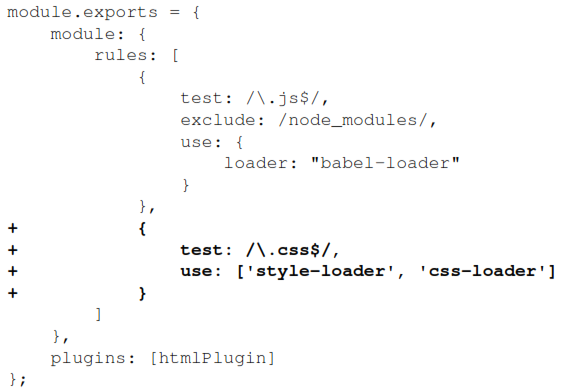 module.exports = {
    module: {
        rules: [
            {
                test: /\.js$/,
                exclude: /node_modules/,
                use: {
                    loader: "babel-loader"
                }
            },
+           {
+               test: /\.css$/,
+               use: ['style-loader', 'css-loader']
+           }
        ]
    },
    plugins: [htmlPlugin]
};